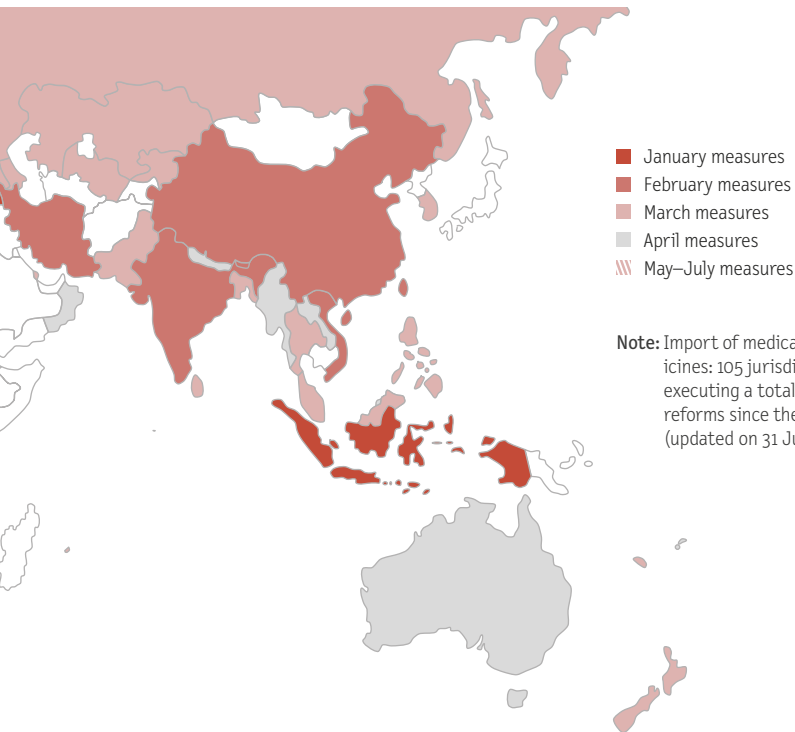 January measures
February measures
March measures
April measures
May–July measures
Note: Import of medica
icines: 105 jurisdi
executing a total
reforms since the
(updated on 31 Ju